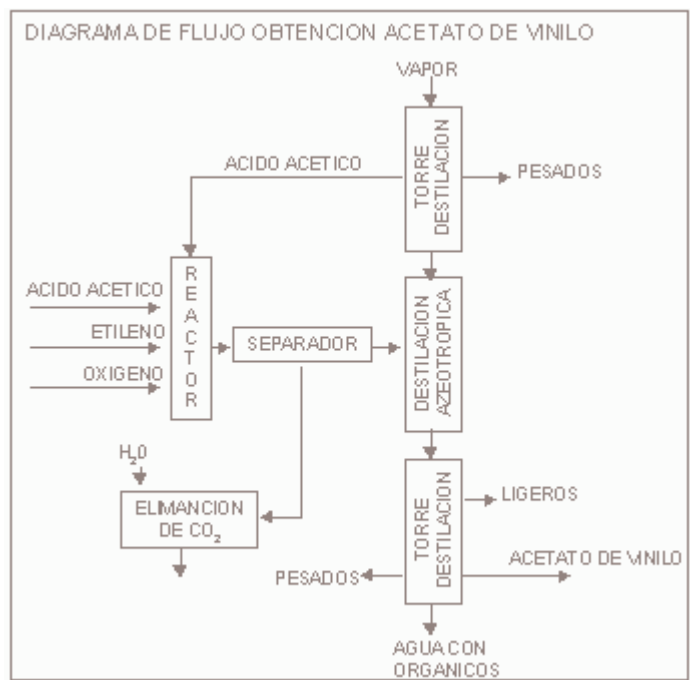 DIAGRAMA DE FLUJO OBTENCION ACETATO DE VINILO
VAPOR
TORRE
DESTILACION
ACIDO ACETICO
PESADOS
REACTOR
ACIDO ACETICO
ETILENO
OXIGENO
SEPARADOR
DESTILACION
AZEOTROPICA
H₂0
ELIMANCION
DE CO₂
TORRE
DESTILACION
LIGEROS
ACETATO DE VINILO
PESADOS
AGUA CON
ORGANICOS